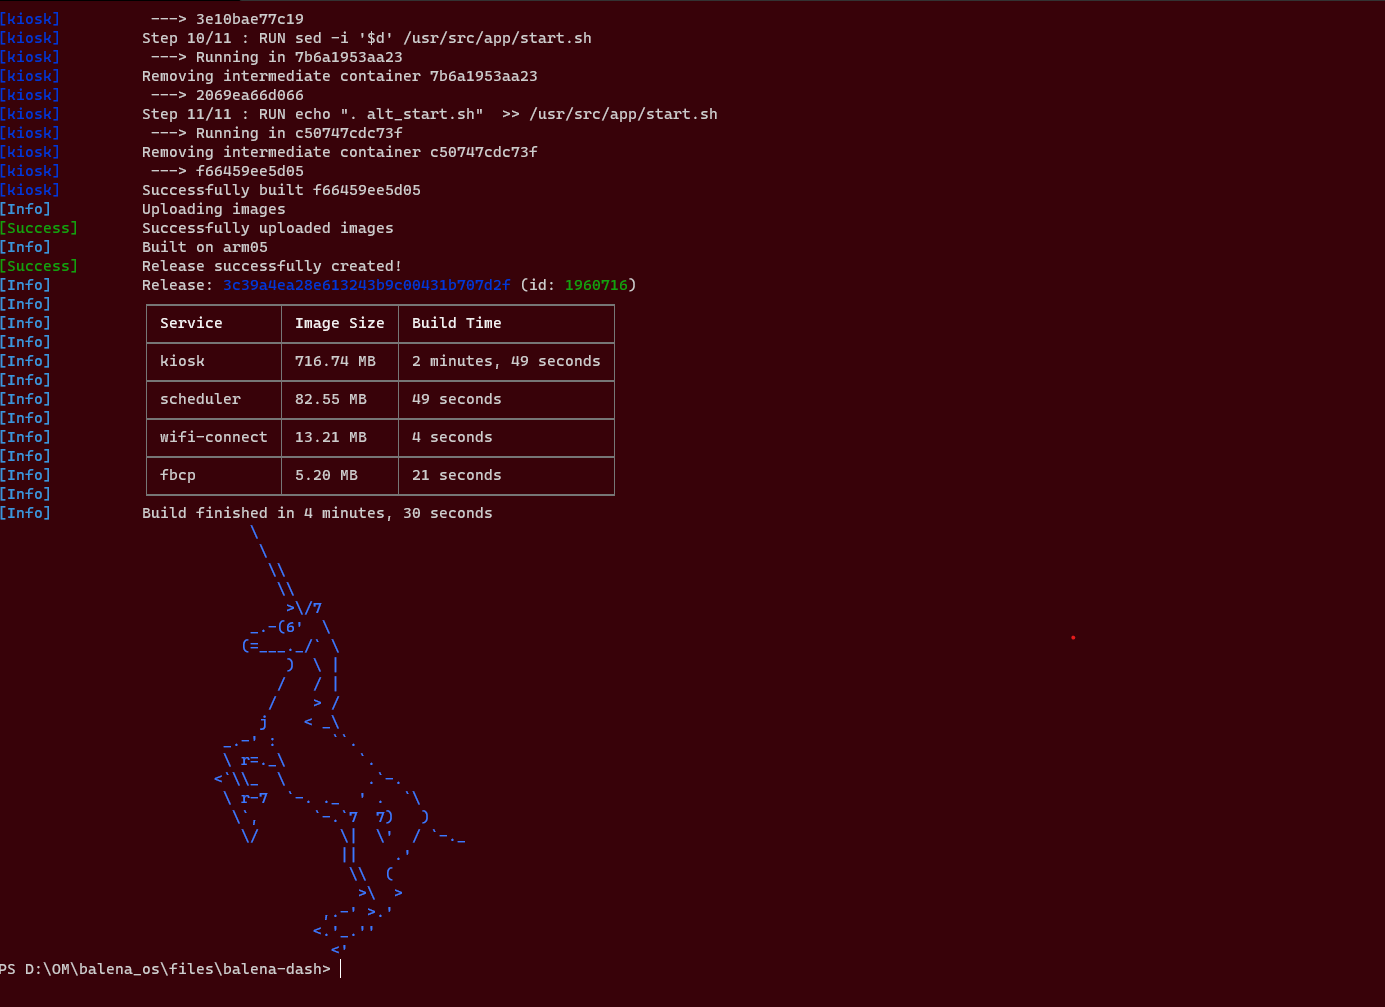 [kiosk]          ---> 3e10bae77c19
[kiosk]         Step 10/11 : RUN sed -i '$d' /usr/src/app/start.sh
[kiosk]          ---> Running in 7b6a1953aa23
[kiosk]         Removing intermediate container 7b6a1953aa23
[kiosk]          ---> 2069ea66d066
[kiosk]         Step 11/11 : RUN echo ". alt_start.sh"  >> /usr/src/app/start.sh
[kiosk]          ---> Running in c50747cdc73f
[kiosk]         Removing intermediate container c50747cdc73f
[kiosk]          ---> f66459ee5d05
[kiosk]         Successfully built f66459ee5d05
[Info]          Uploading images
[Success]       Successfully uploaded images
[Info]          Built on arm05
[Success]       Release successfully created!
[Info]          Release: 3c39a4ea28e613243b9c00431b707d2f (id: 1960716)
[Info]
[Info]          Service         Image Size    Build Time
[Info]
[Info]          kiosk           716.74 MB     2 minutes, 49 seconds
[Info]
[Info]          scheduler       82.55 MB      49 seconds
[Info]
[Info]          wifi-connect    13.21 MB      4 seconds
[Info]
[Info]          fbcp            5.20 MB       21 seconds
[Info]
[Info]          Build finished in 4 minutes, 30 seconds
PS D:\OM\balena_os\files\balena-dash>